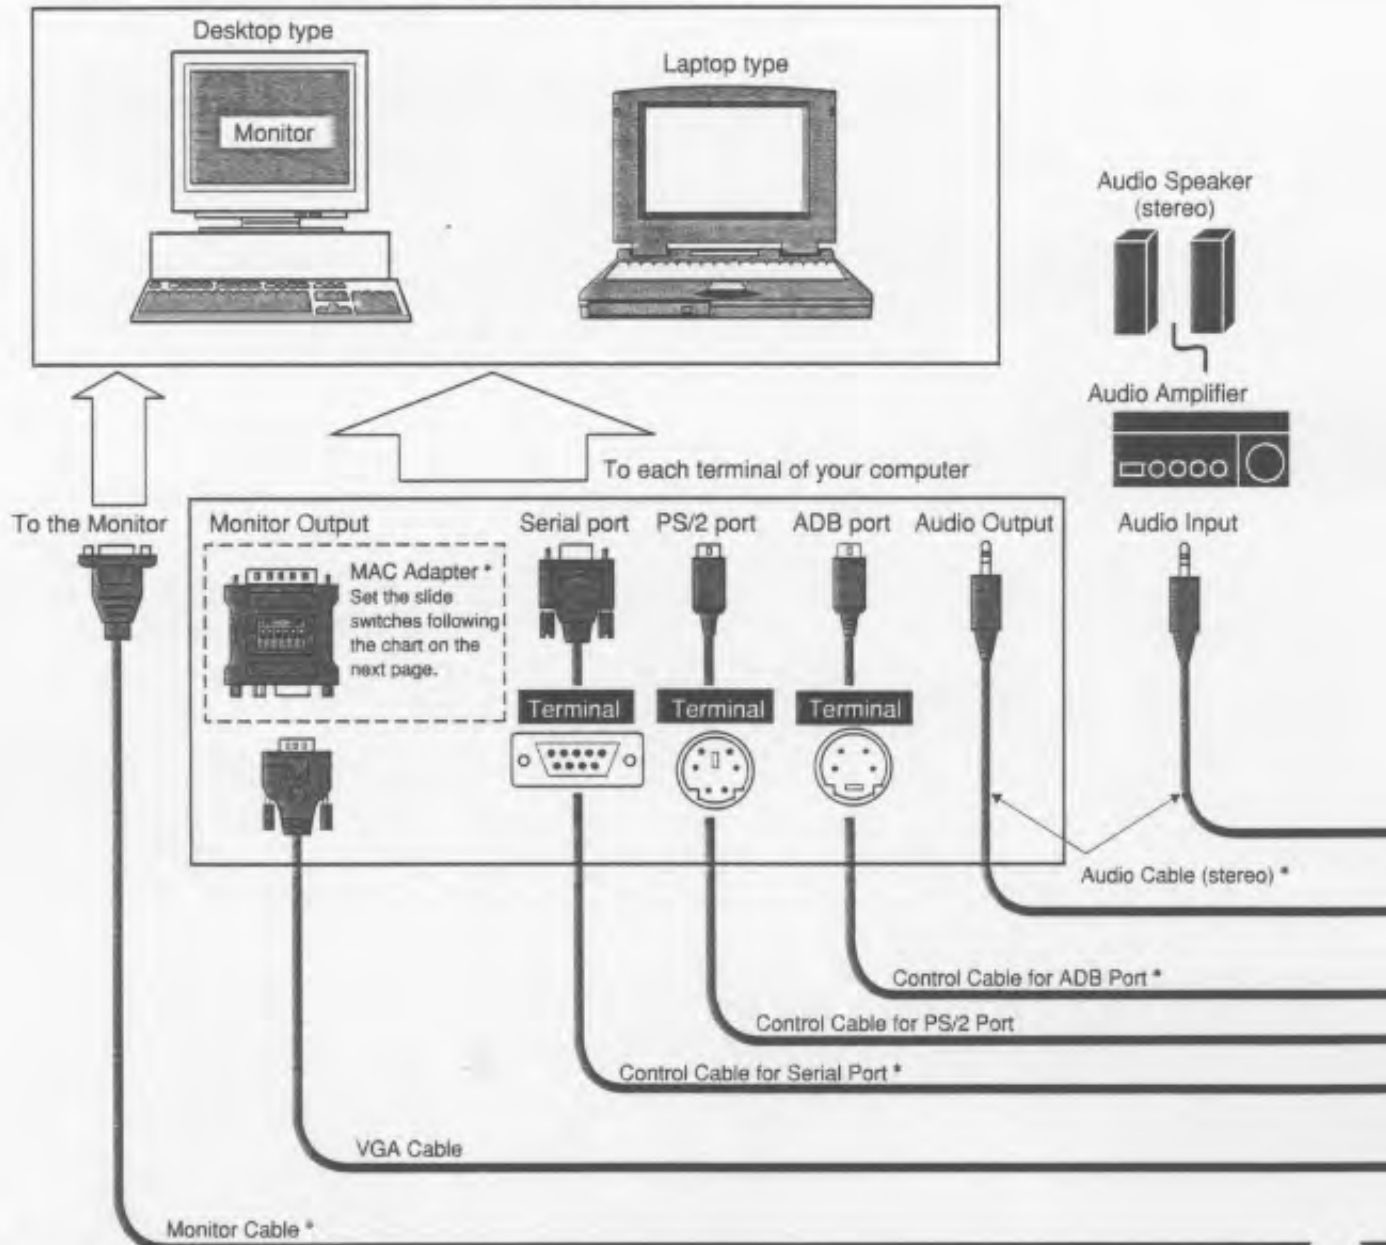 Desktop type
Monitor
Laptop type
Audio Speaker
(stereo)
Audio Amplifier
To each terminal of your computer
To the Monitor
Monitor Output
Serial port
PS/2 port
ADB port
Audio Output
Audio Input
MAC Adapter *
Set the slide
switches following
the chart on the
next page.
Terminal
Terminal
Terminal
Audio Cable (stereo) *
Control Cable for ADB Port *
Control Cable for PS/2 Port
Control Cable for Serial Port *
VGA Cable
Monitor Cable *